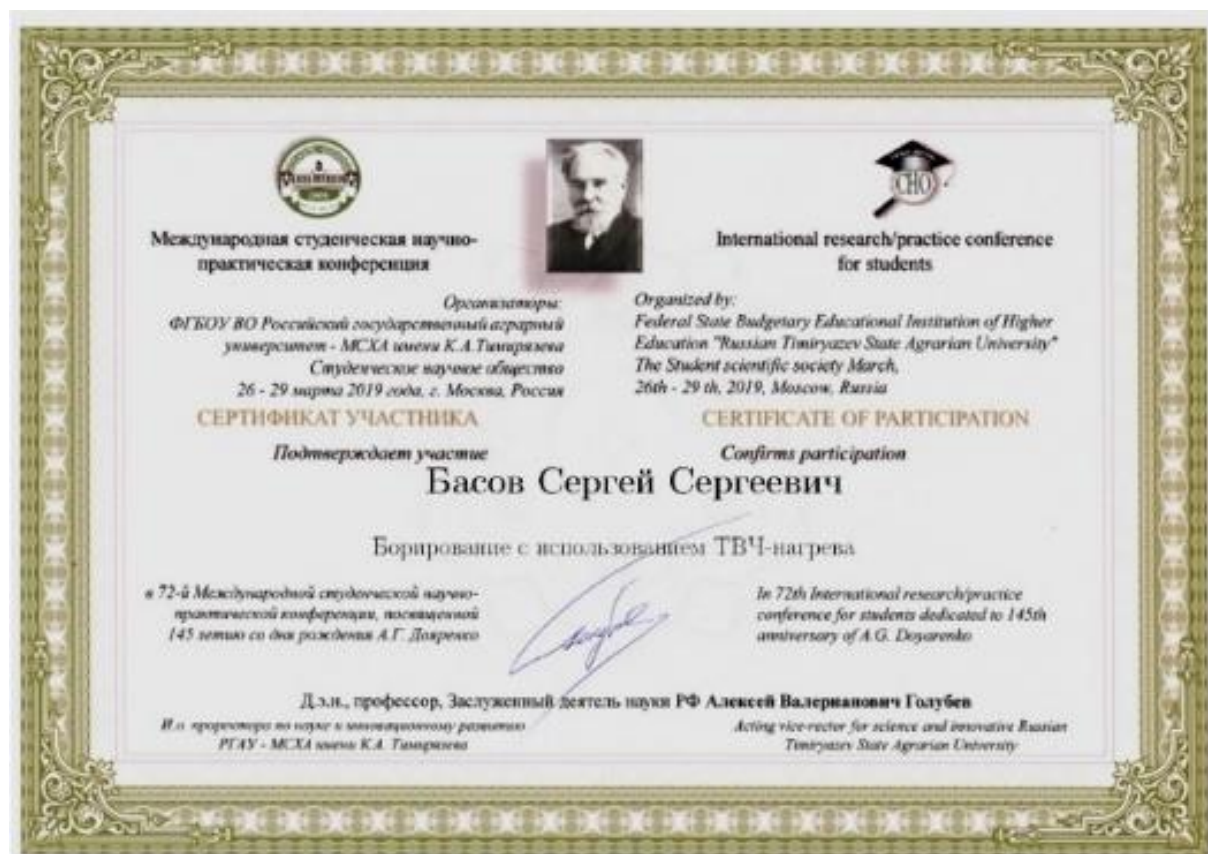 Международная студенческая научно-
практическая конференция
Организаторы:
ФГБОУ ВО Российский государственный аграрный
университет - МСХА имени К.А.Тимирязева
Студенческое научное общество
26 - 29 марта 2019 года, г. Москва, Россия
СЕРТИФИКАТ УЧАСТНИКА
Подтверждает участие
СНО
International research/practice conference
for students
Organized by:
Federal State Budgetary Educational Institution of Higher
Education "Russian Timiryazev State Agrarian University"
The Student scientific society March,
26th - 29 th, 2019, Moscow, Russia
CERTIFICATE OF PARTICIPATION
Confirms participation
Басов Сергей Сергеевич
Борирование с использованием ТВЧ-нагрева
в 72-й Международной студенческой научно-
практической конференции, посвященной
145 летию со дня рождения А.Г. Дояренко
In 72th International research/practice
conference for students dedicated to 145th
anniversary of A.G. Doyarenko
Д.э.н., профессор, Заслуженный деятель науки РФ Алексей Валерианович Голубев
И.о. проректора по науке и инновационному развитию
РГАУ - МСХА имени К.А. Тимирязева
Acting vice-rector for science and innovative Russian
Timiryazev State Agrarian University